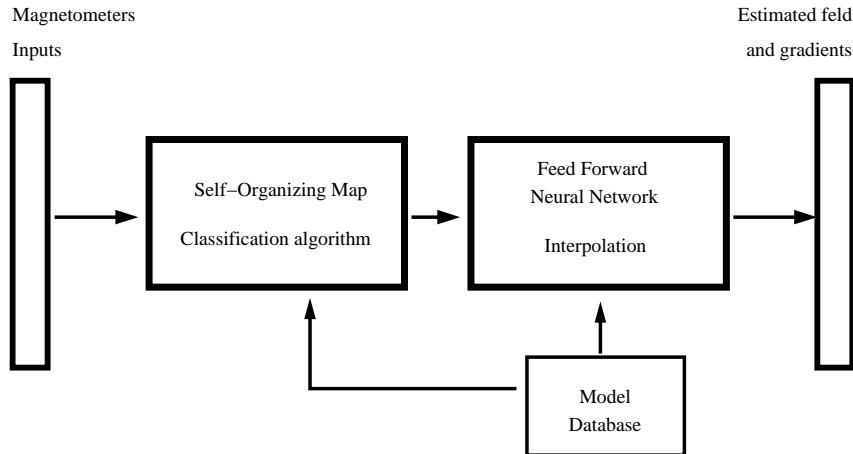 Magnetometers
Inputs
Estimated feld
and gradients
Self−Organizing Map
Classification algorithm
Feed Forward
Neural Network
Interpolation
Model
Database